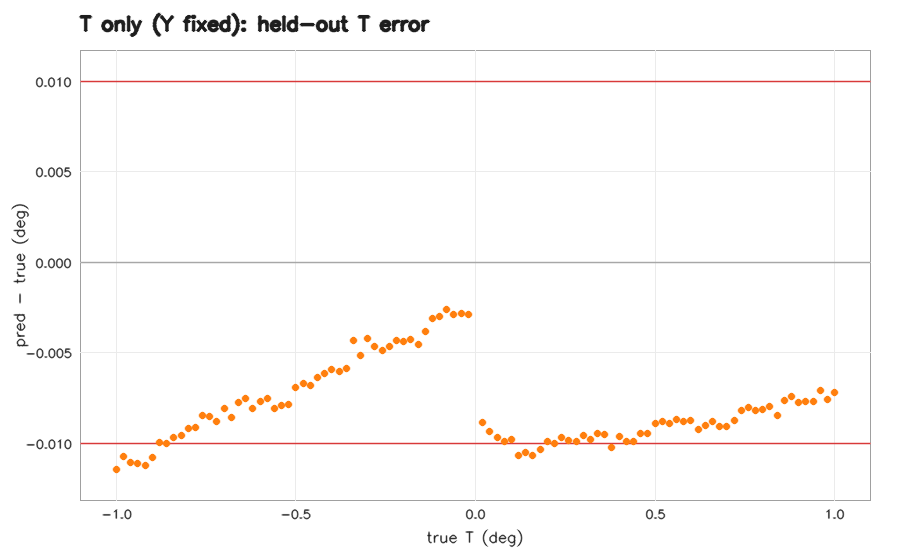 T only (Y fixed): held-out T error
0.010
0.005
0.000
−0.005
−0.010
pred − true (deg)
−1.0 −0.5 0.0 0.5 1.0
true T (deg)